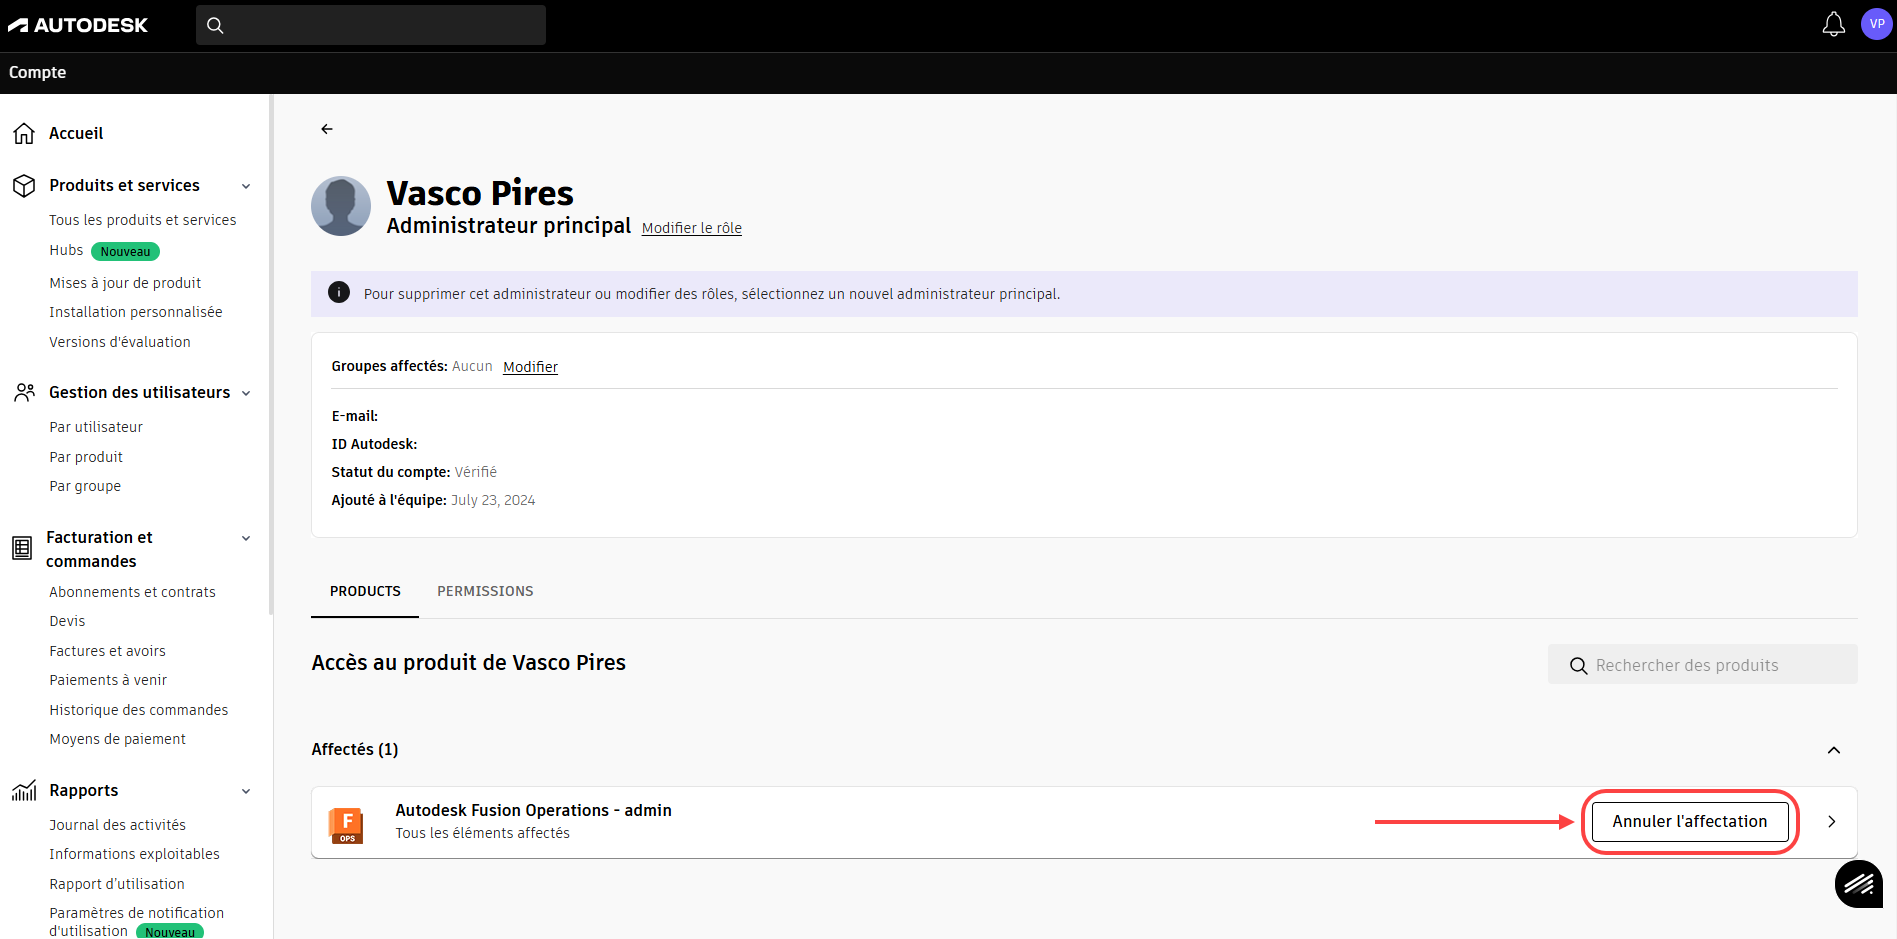 AUTODESK
VP
Compte
Accueil
Produits et services
Tous les produits et services
Hubs Nouveau
Mises à jour de produit
Installation personnalisée
Versions d'évaluation
Gestion des utilisateurs
Par utilisateur
Par produit
Par groupe
Facturation et
commandes
Abonnements et contrats
Devis
Factures et avoirs
Paiements à venir
Historique des commandes
Moyens de paiement
Rapports
Journal des activités
Informations exploitables
Rapport d'utilisation
Paramètres de notification
d'utilisation Nouveau
Vasco Pires
Administrateur principal Modifier le rôle
Pour supprimer cet administrateur ou modifier des rôles, sélectionnez un nouvel administrateur principal.
Groupes affectés: Aucun Modifier
E-mail:
ID Autodesk:
Statut du compte: Vérifié
Ajouté à l'équipe: July 23, 2024
PRODUCTS PERMISSIONS
Accès au produit de Vasco Pires
Rechercher des produits
Affectés (1)
F
OPS
Autodesk Fusion Operations - admin
Tous les éléments affectés
Annuler l'affectation